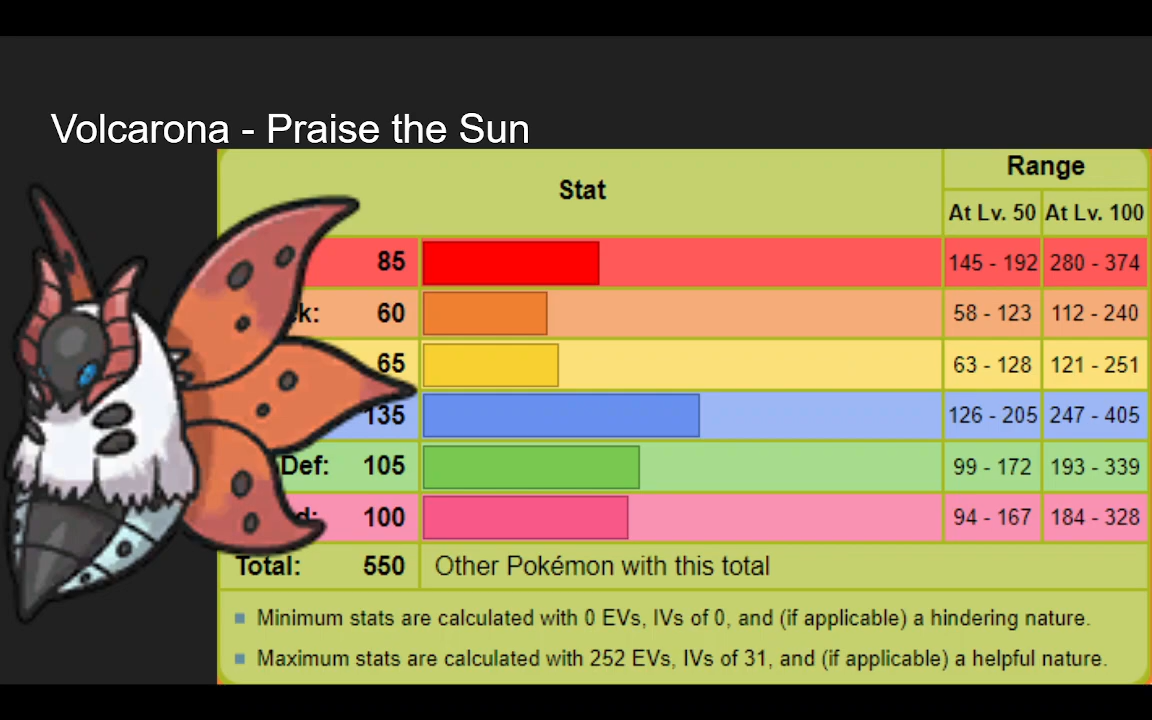 Volcarona - Praise the Sun
Stat
Range
At Lv. 50 At Lv. 100
85 145 - 192 280 - 374
k: 60 58 - 123 112 - 240
65 63 - 128 121 - 251
135 126 - 205 247 - 405
Def: 105 99 - 172 193 - 339
d: 100 94 - 167 184 - 328
Total: 550 Other Pokémon with this total
Minimum stats are calculated with 0 EVs, IVs of 0, and (if applicable) a hindering nature.
Maximum stats are calculated with 252 EVs, IVs of 31, and (if applicable) a helpful nature.